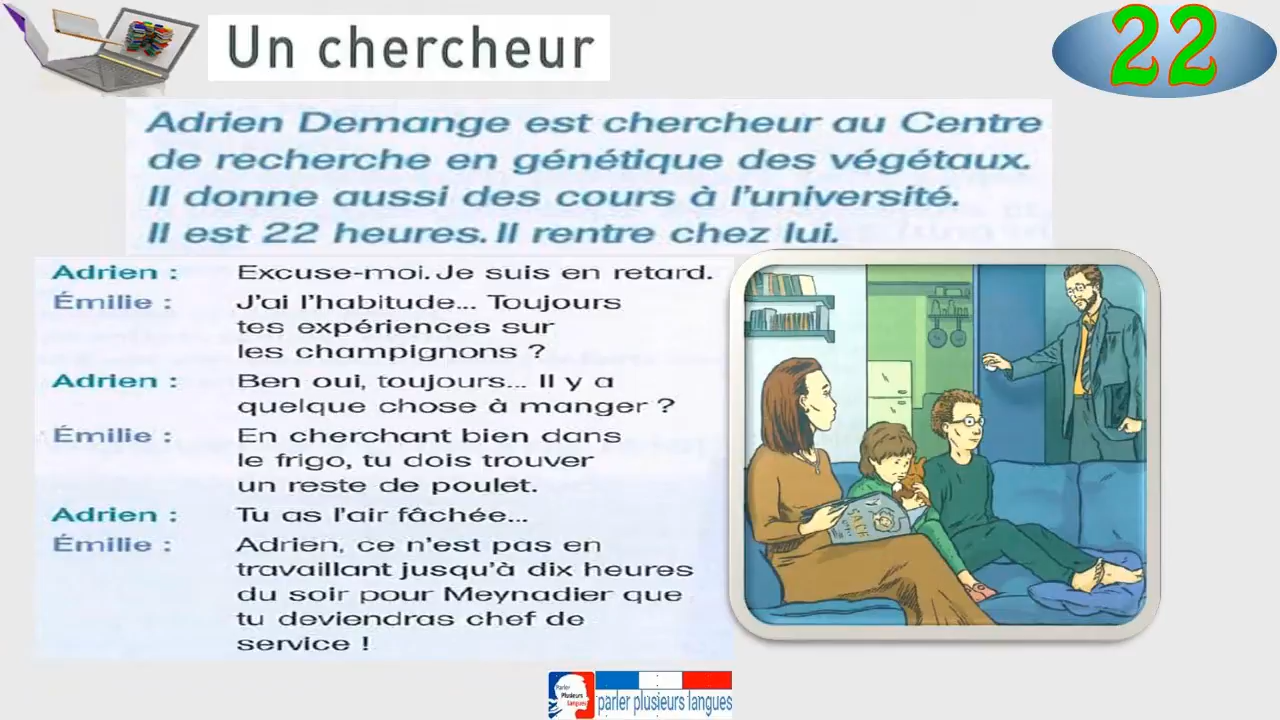 Un chercheur
22
Adrien Demange est chercheur au Centre
de recherche en génétique des végétaux.
Il donne aussi des cours à l'université.
Il est 22 heures. Il rentre chez lui.
Adrien : Excuse-moi. Je suis en retard.
Émilie : J'ai l'habitude... Toujours
tes expériences sur
les champignons ?
Adrien : Ben oui, toujours... Il y a
quelque chose à manger ?
Émilie : En cherchant bien dans
le frigo, tu dois trouver
un reste de poulet.
Adrien : Tu as l'air fâchée...
Émilie : Adrien, ce n'est pas en
travaillant jusqu'à dix heures
du soir pour Meynadier que
tu deviendras chef de
service !
Parler
Plusieurs
langues
parler plusieurs langues